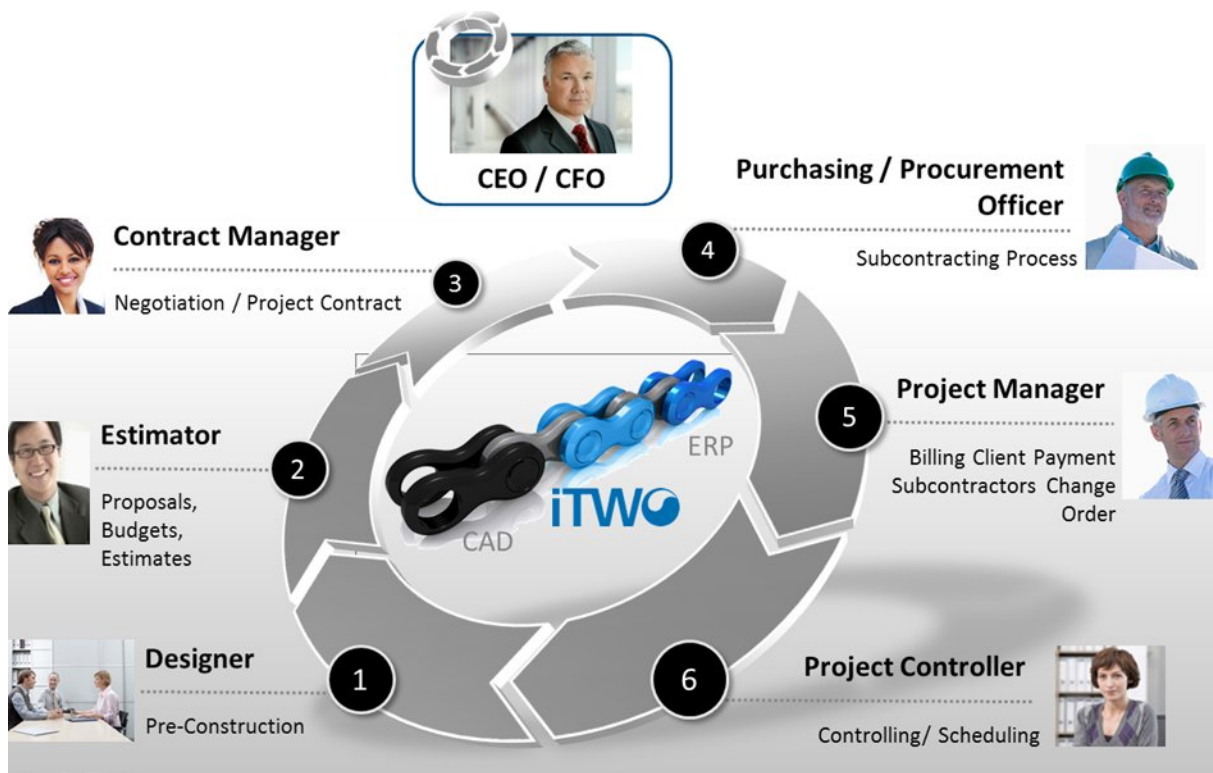 CEO / CFO
Purchasing / Procurement
Officer
Subcontracting Process
Contract Manager
Negotiation / Project Contract
3
4
Project Manager
Billing Client Payment
Subcontractors Change
Order
5
Estimator
Proposals,
Budgets,
Estimates
2
ERP
iTWO
CAD
Designer
Pre-Construction
1
6
Project Controller
Controlling/ Scheduling